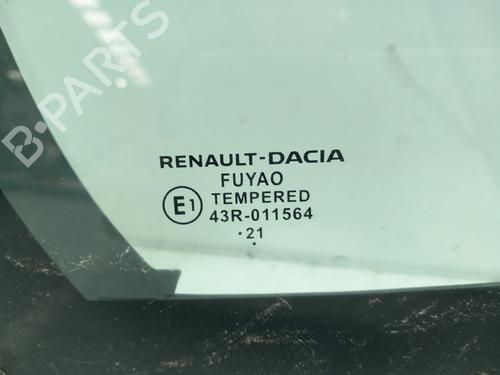 B-PARTS
RENAULT-DACIA
FUYAO
E1 TEMPERED
43R-011564
·21